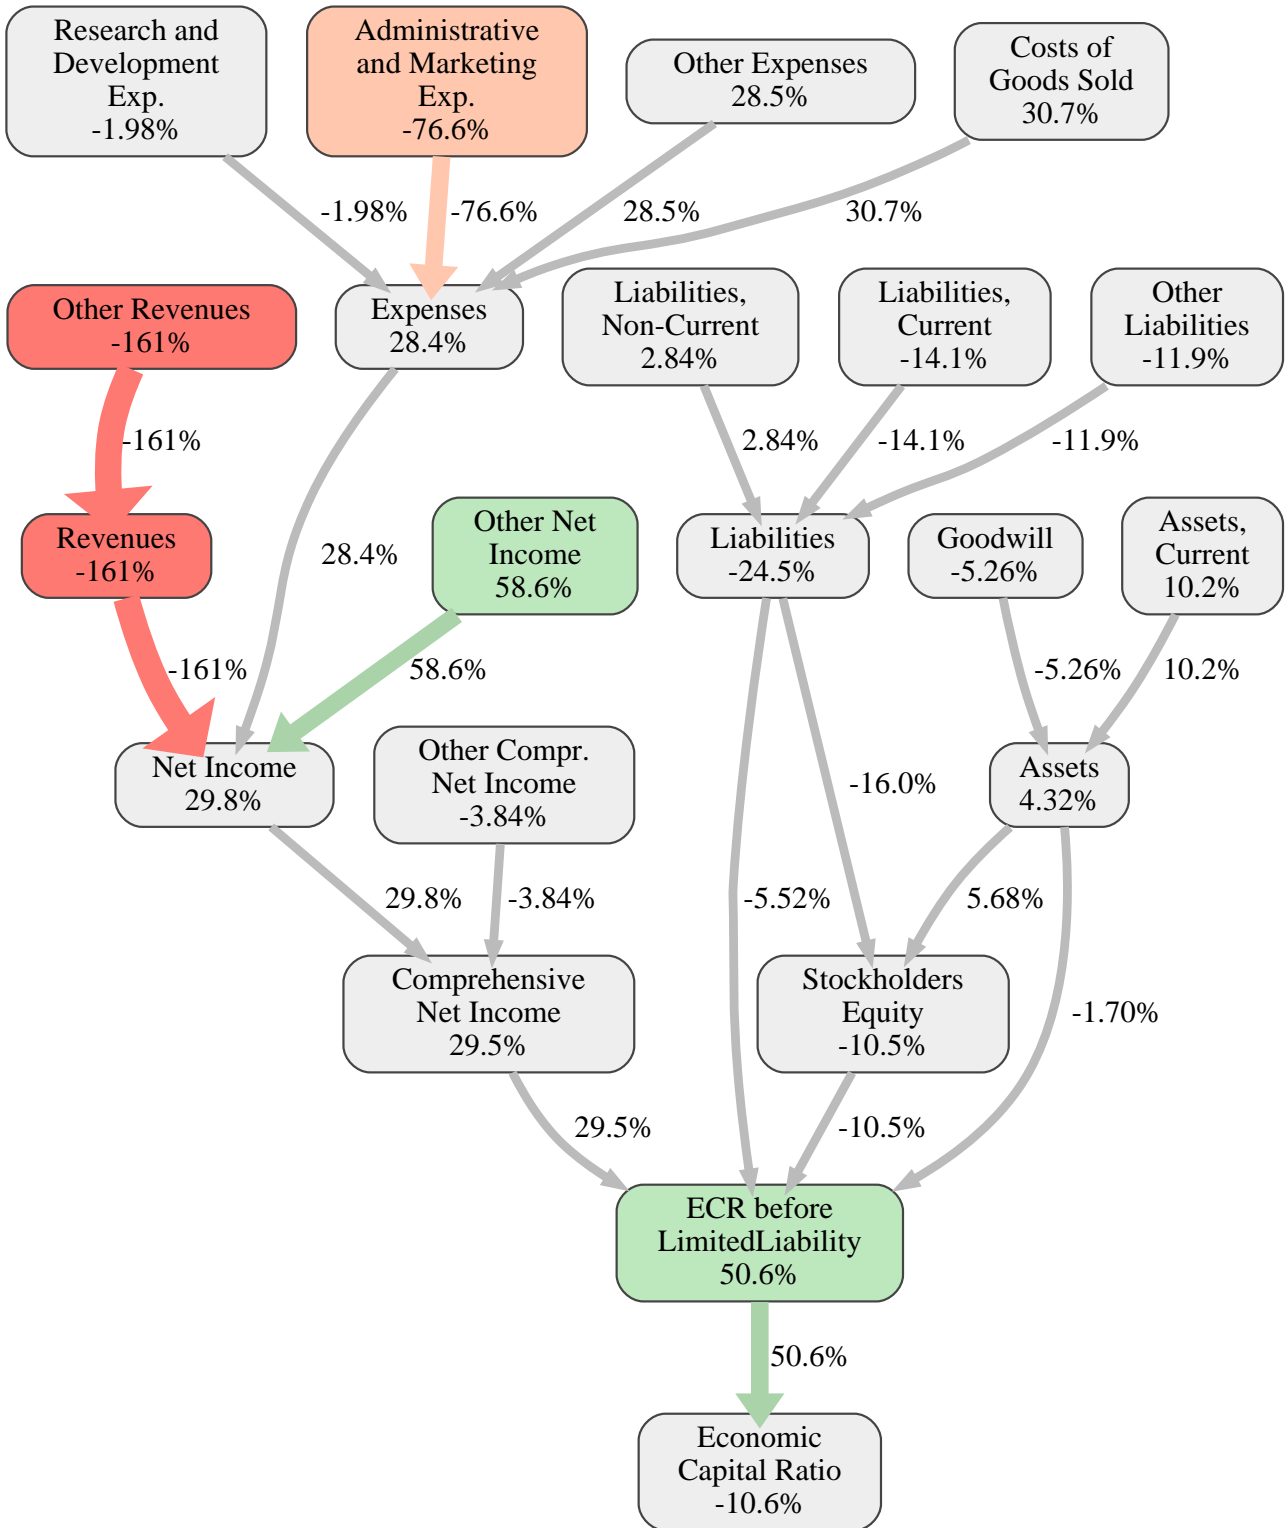 Research and
Development
Exp.
-1.98%
Administrative
and Marketing
Exp.
-76.6%
Other Expenses
28.5%
Costs of
Goods Sold
30.7%
-1.98%
-76.6%
28.5%
30.7%
Other Revenues
-161%
Expenses
28.4%
Liabilities,
Non-Current
2.84%
Liabilities,
Current
-14.1%
Other
Liabilities
-11.9%
-161%
2.84%
-14.1%
-11.9%
Revenues
-161%
28.4%
Other Net
Income
58.6%
Liabilities
-24.5%
Goodwill
-5.26%
Assets,
Current
10.2%
-161%
58.6%
-5.26%
10.2%
Net Income
29.8%
Other Compr.
Net Income
-3.84%
-16.0%
Assets
4.32%
29.8%
-3.84%
-5.52%
5.68%
Comprehensive
Net Income
29.5%
Stockholders
Equity
-10.5%
-1.70%
29.5%
-10.5%
ECR before
LimitedLiability
50.6%
50.6%
Economic
Capital Ratio
-10.6%